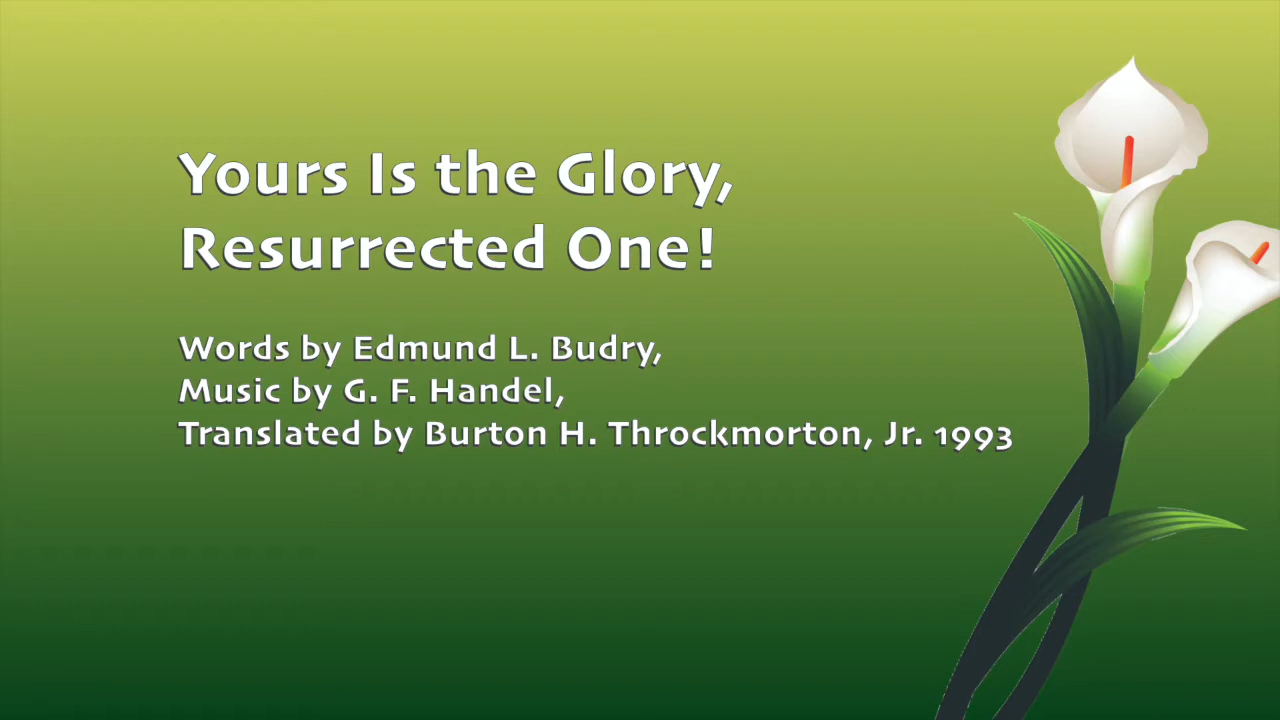 Yours Is the Glory,
Resurrected One!
Words by Edmund L. Budry,
Music by G. F. Handel,
Translated by Burton H. Throckmorton, Jr. 1993